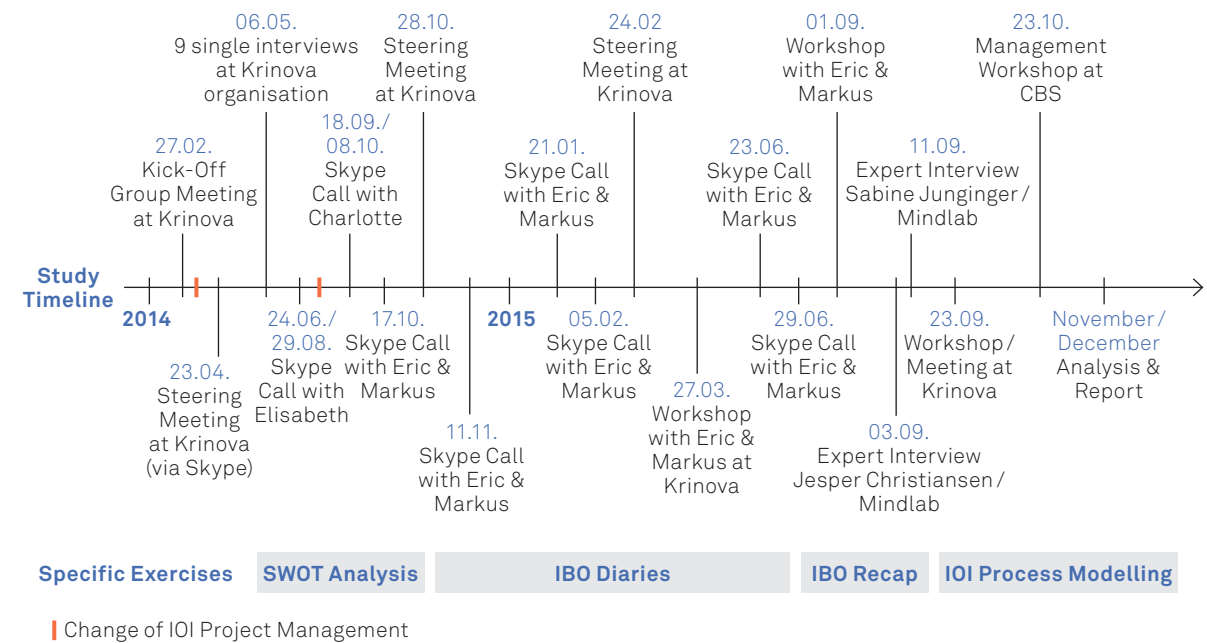 06.05.
9 single interviews
at Krinova
organisation
28.10.
Steering
Meeting
at Krinova
24.02
Steering
Meeting at
Krinova
01.09.
Workshop
with Eric &
Markus
23.10.
Management
Workshop at
CBS
27.02.
Kick-Off
Group Meeting
at Krinova
18.09./
08.10.
Skype
Call with
Charlotte
21.01.
Skype Call
with Eric &
Markus
23.06.
Skype Call
with Eric &
Markus
11.09.
Expert Interview
Sabine Junginger /
Mindlab
Study
Timeline
2014
23.04.
Steering
Meeting
at Krinova
(via Skype)
24.06./
29.08.
Skype
Call with
Elisabeth
17.10.
Skype Call
with Eric &
Markus
11.11.
Skype Call
with Eric &
Markus
2015
05.02.
Skype Call
with Eric &
Markus
27.03.
Workshop
with Eric &
Markus at
Krinova
29.06.
Skype Call
with Eric &
Markus
03.09.
Expert Interview
Jesper Christiansen /
Mindlab
23.09.
Workshop /
Meeting at
Krinova
November /
December
Analysis &
Report
Specific Exercises
SWOT Analysis
IBO Diaries
IBO Recap
IOI Process Modelling
Change of IOI Project Management